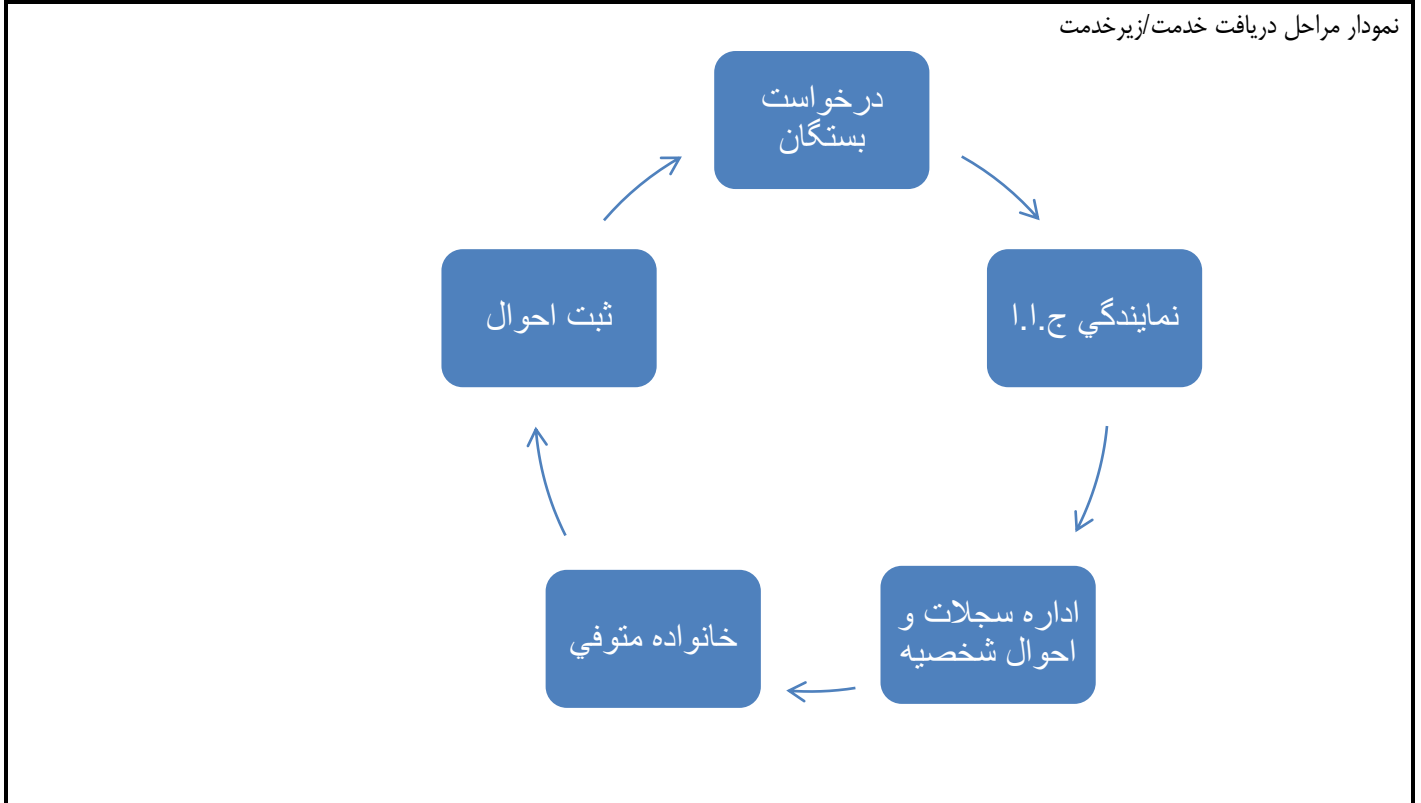 نمودار مراحل دریافت خدمت/زیرخدمت
درخواست
بستگان
نمايندگي ج.ا.ا
اداره سجلات و
احوال شخصيه
خانواده متوفي
ثبت احوال